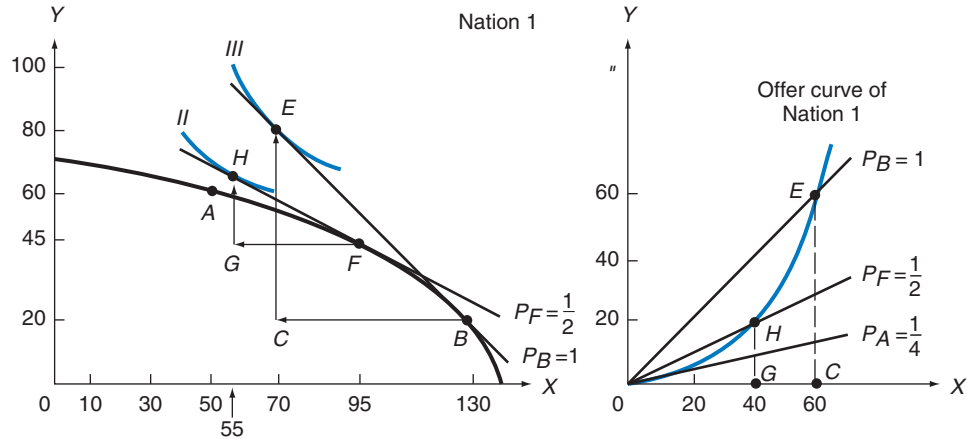 Y
Nation 1
100
80
60
45
20
III
II
E
H
A
G
F
C
B
P_F = 1/2
P_B = 1
X
0 10 30 50 70 95 130
55
Y
"
Offer curve of
Nation 1
P_B = 1
E
60
40
20
P_F = 1/2
H
P_A = 1/4
G
C
X
0 20 40 60